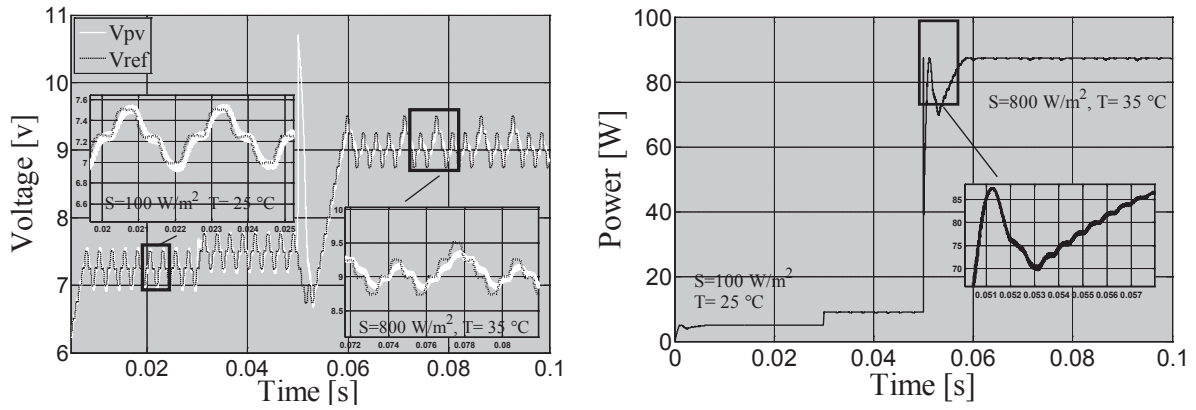 Voltage [v]
11
10
9
8
7
6
Vpv
Vref
7.6
7.4
7.2
7
6.8
6.6
S=100 W/m² T= 25 °C
0.02 0.021 0.022 0.023 0.024 0.025
10.0
9.5
9
8.5
S=800 W/m², T= 35 °C
0.072 0.074 0.076 0.078 0.08
0.02 0.04 0.06 0.08 0.1
Time [s]
Power [W]
100
80
60
40
20
0
S=800 W/m², T= 35 °C
S=100 W/m²
T= 25 °C
85
80
75
70
0.051 0.052 0.053 0.054 0.055 0.056 0.057
0 0.02 0.04 0.06 0.08 0.1
Time [s]